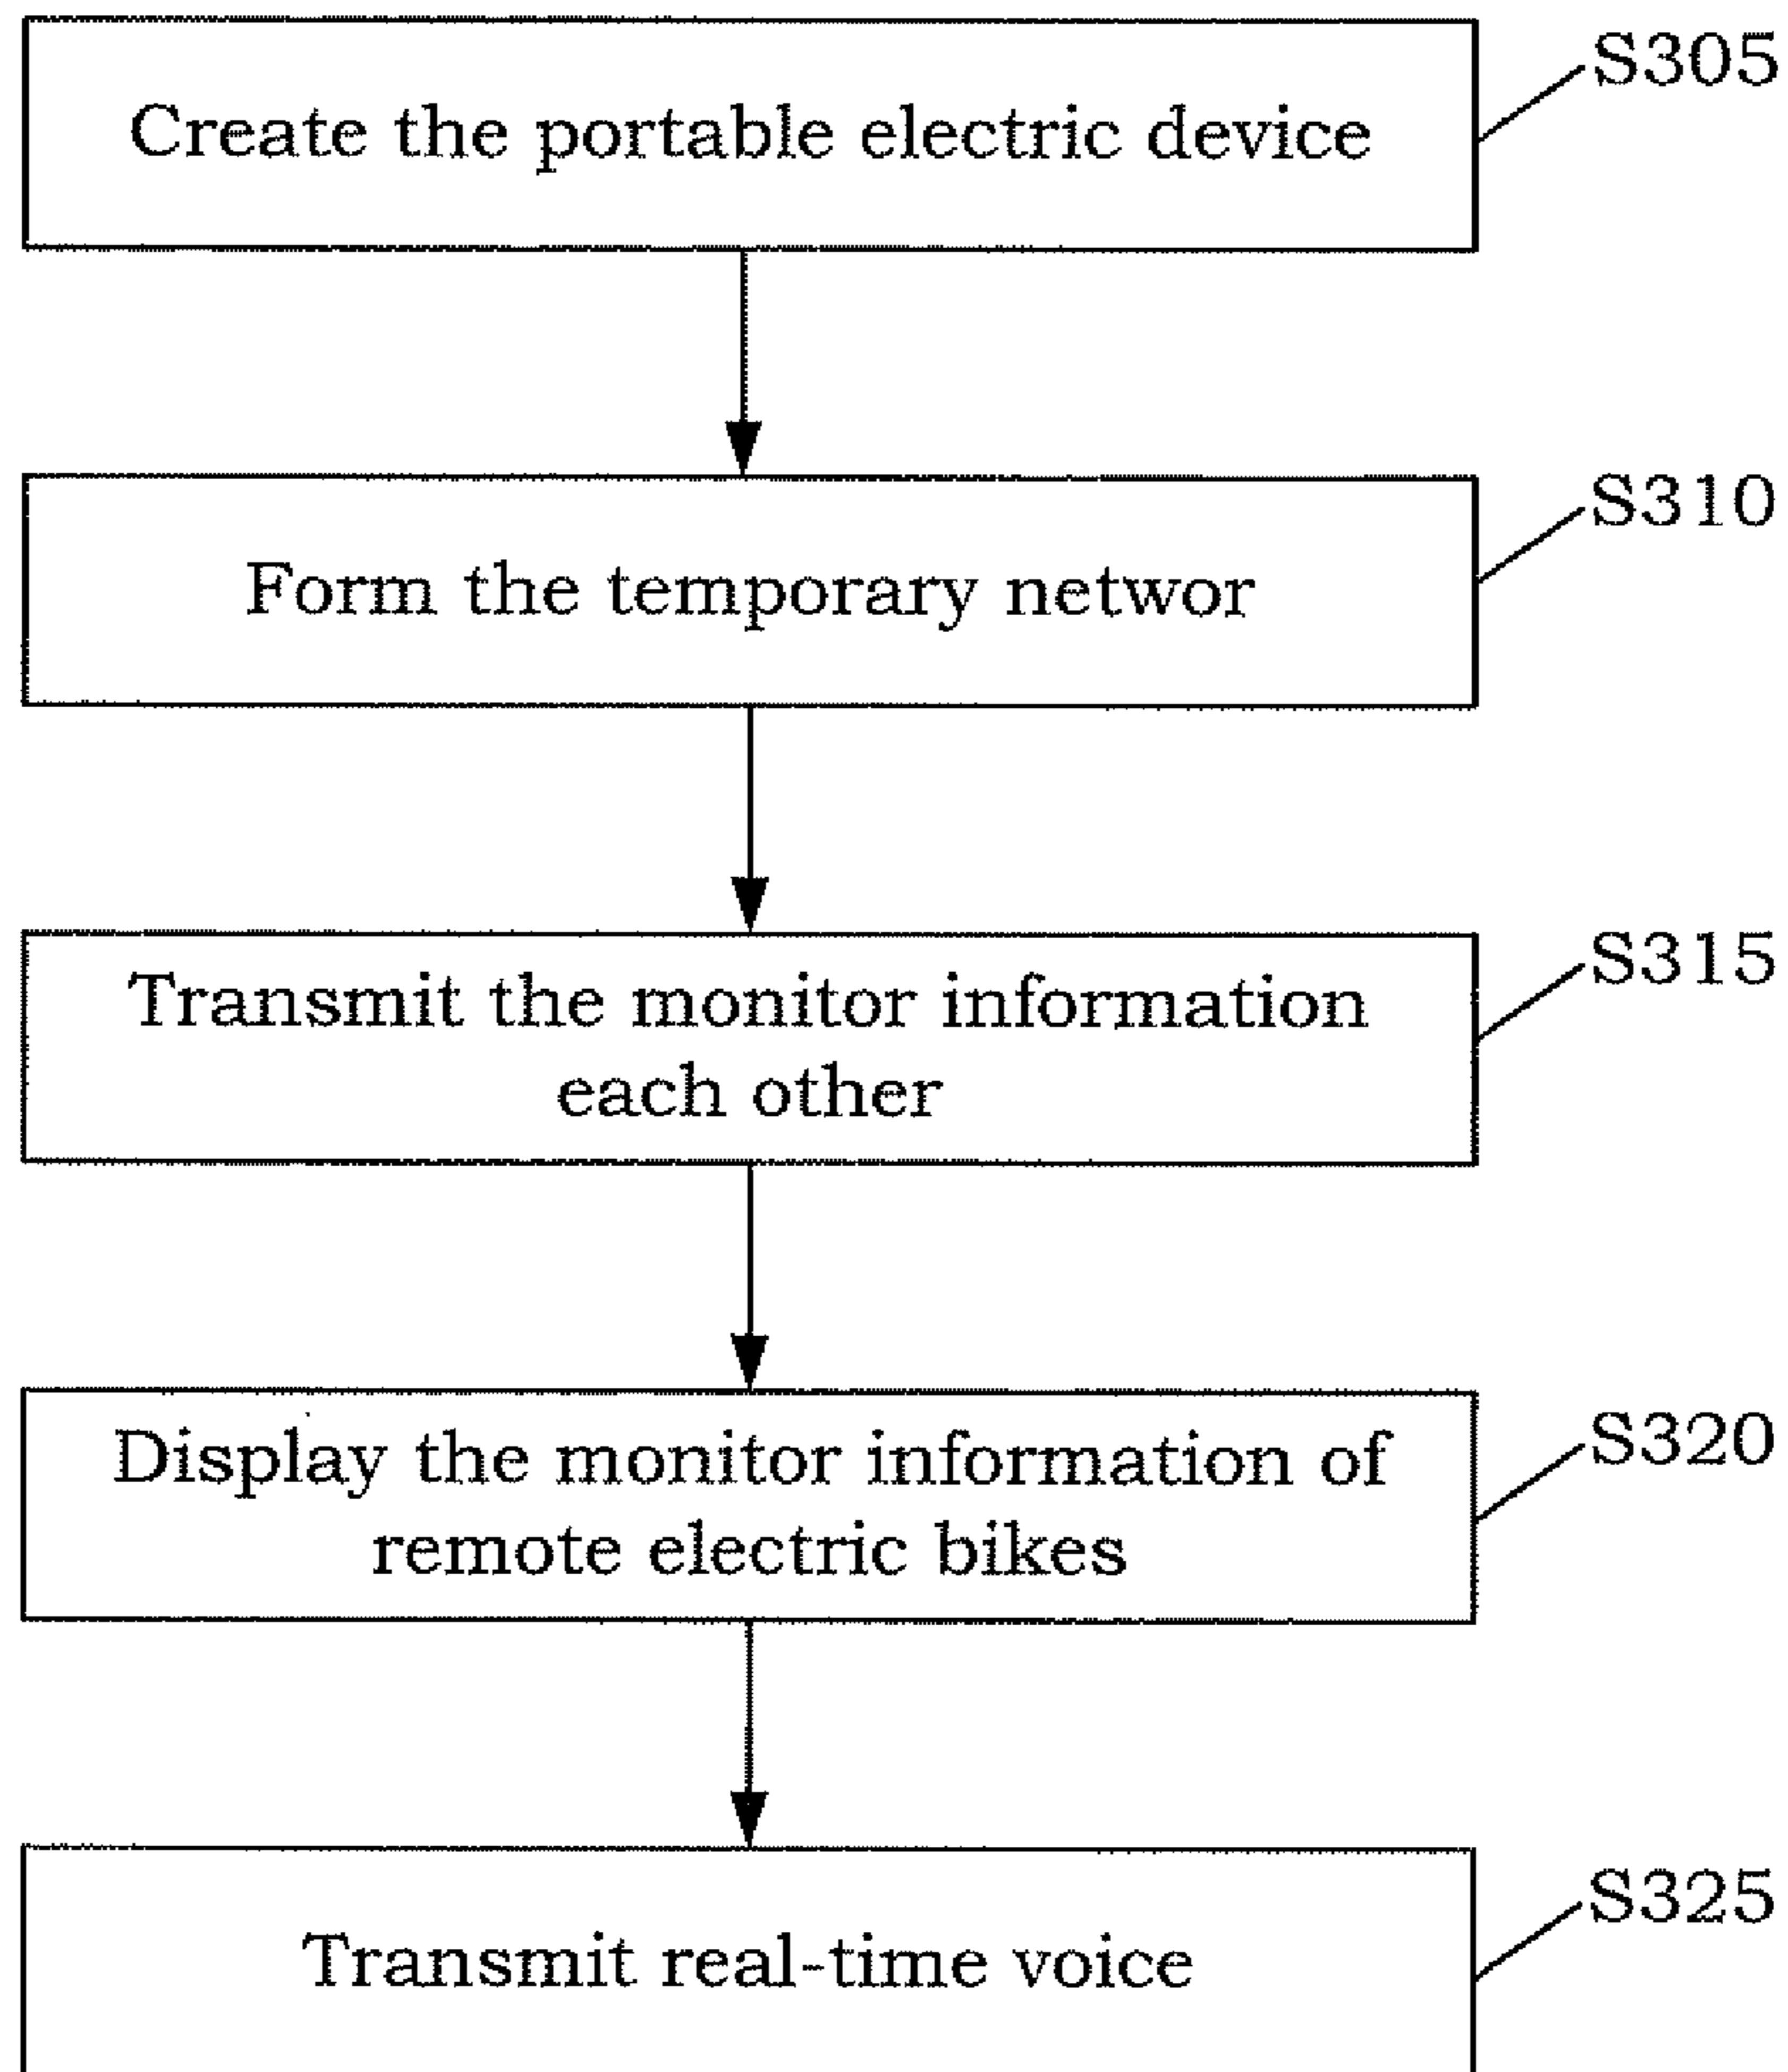 Create the portable electric device
S305
Form the temporary networ
S310
Transmit the monitor information
each other
S315
Display the monitor information of
remote electric bikes
S320
Transmit real-time voice
S325